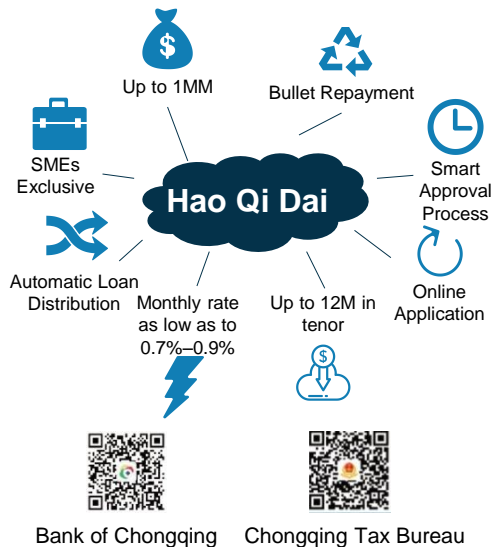 Up to 1MM
Bullet Repayment
SMEs
Exclusive
Smart
Approval
Process
Hao Qi Dai
Automatic Loan
Distribution
Monthly rate
as low as to
0.7%–0.9%
Up to 12M in
tenor
Online
Application
Bank of Chongqing
Chongqing Tax Bureau